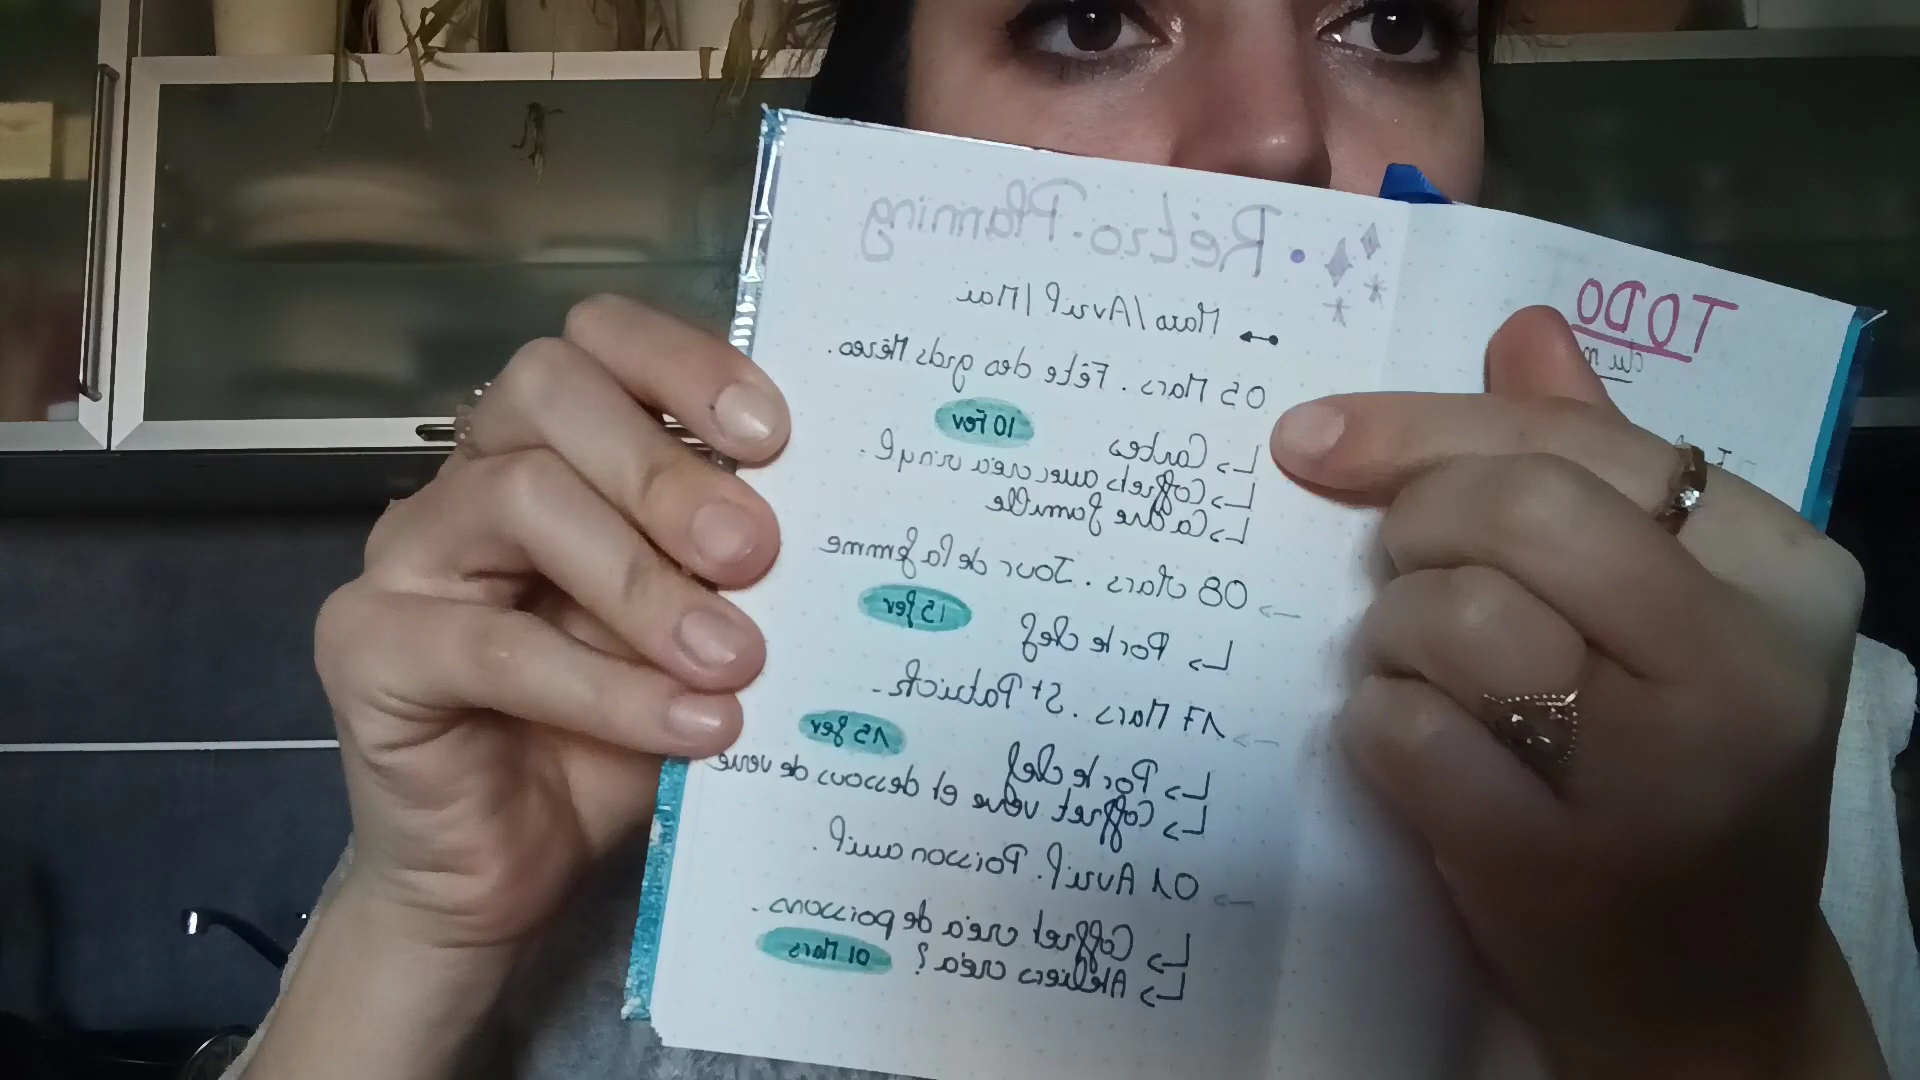 Rétro-Planning
Mars/Avril/Mai
05 Mars. Fête des grds Mères.
↳ Cartes 10 Fev
↳ Coffrets avec créa vinyl.
↳ Cadre famille
08 Mars. Jour de la femme
↳ Porte clef 15 fev
17 Mars. St Patrick.
↳ Porte clef 15 fev
↳ Coffret verre et dessous de verre
01 Avril. Poisson avril.
↳ Coffret créa de poissons.
↳ Ateliers créa? 01 Mars
TODO
du